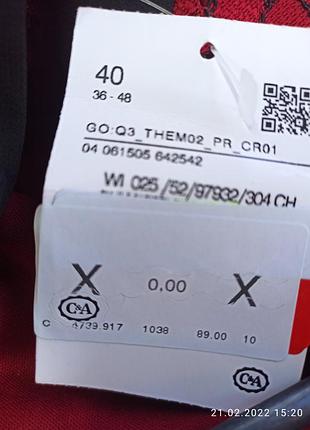 40
36 - 48
GO:Q3_THEM02_PR_CR01
04 061505 642542
WI 025 /52/97932/304 CH
X 0,00 X
C&A
C 4739.917 1038 89.00 10
C&A
21.02.2022 15:20